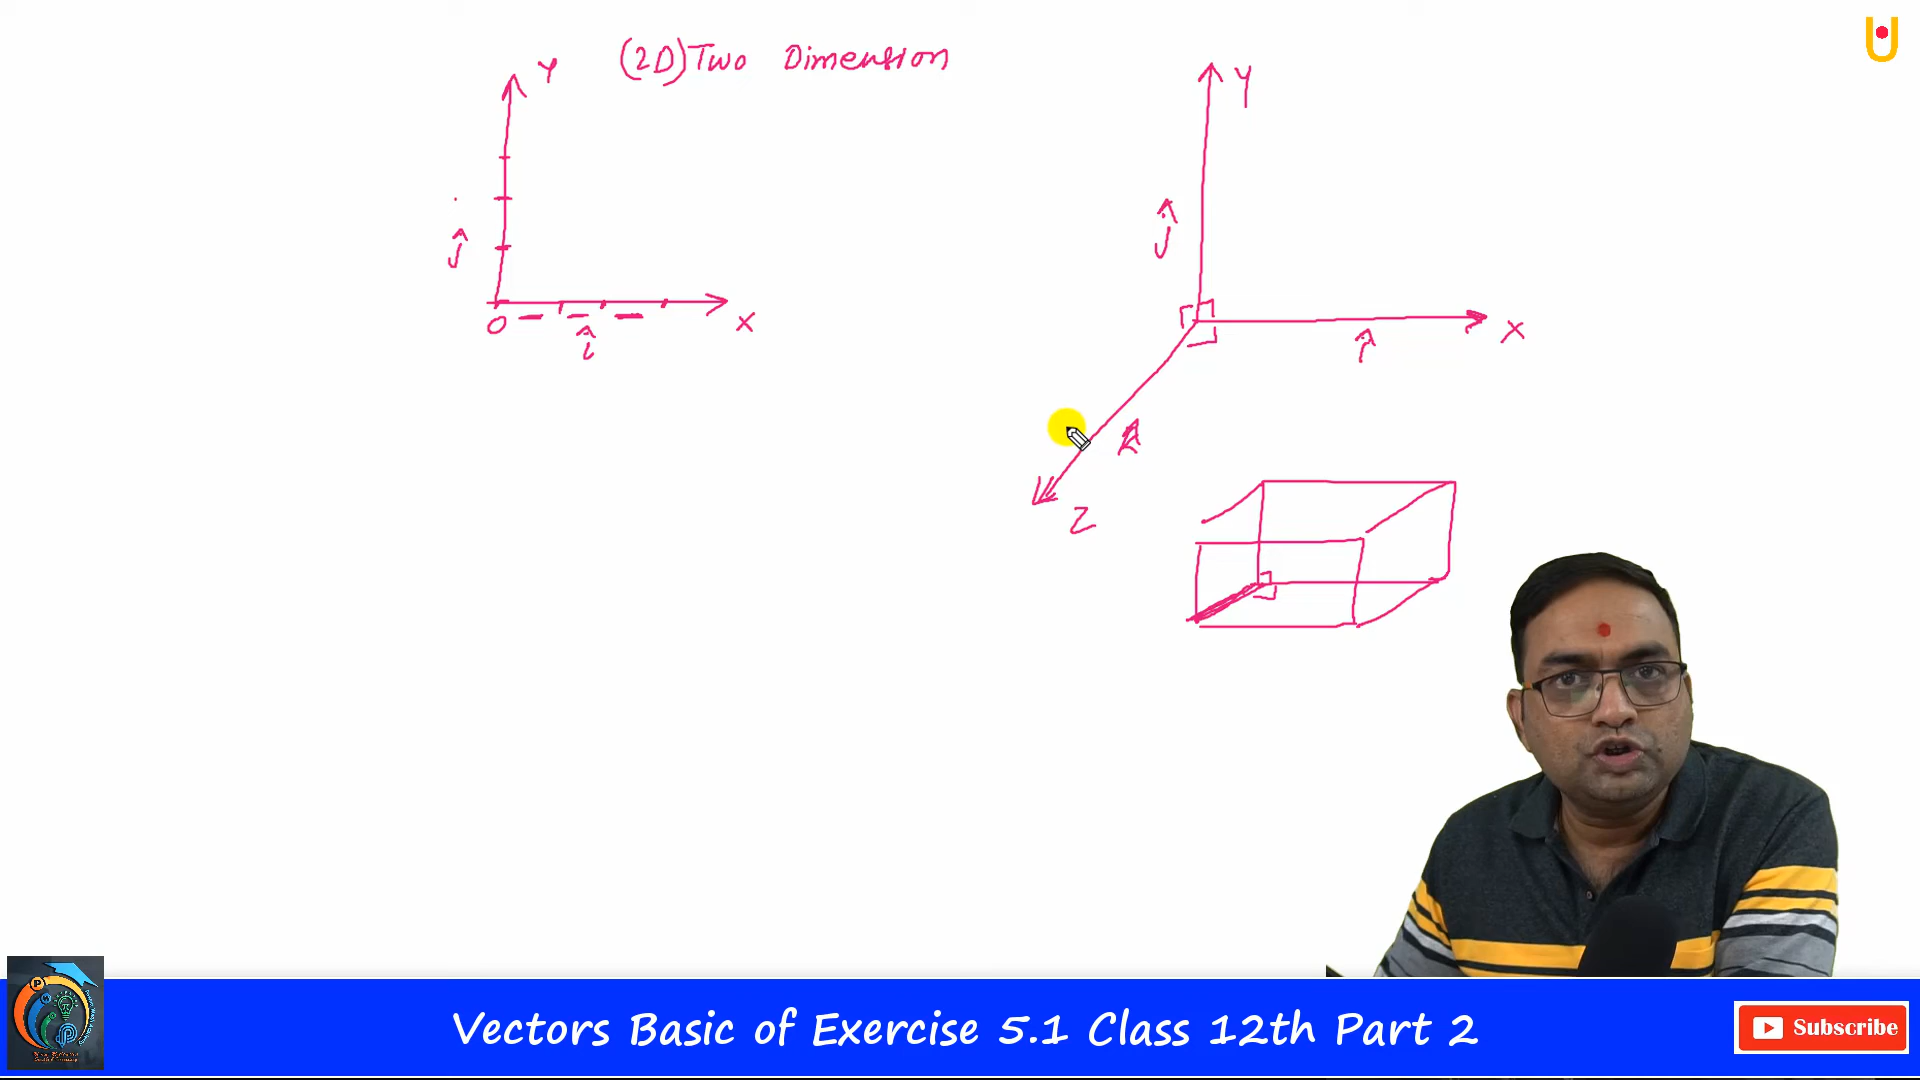 (2D) Two Dimension
Y
ĵ
O
î
X
Y
ĵ
î
X
Z
Vectors Basic of Exercise 5.1 Class 12th Part 2
Subscribe